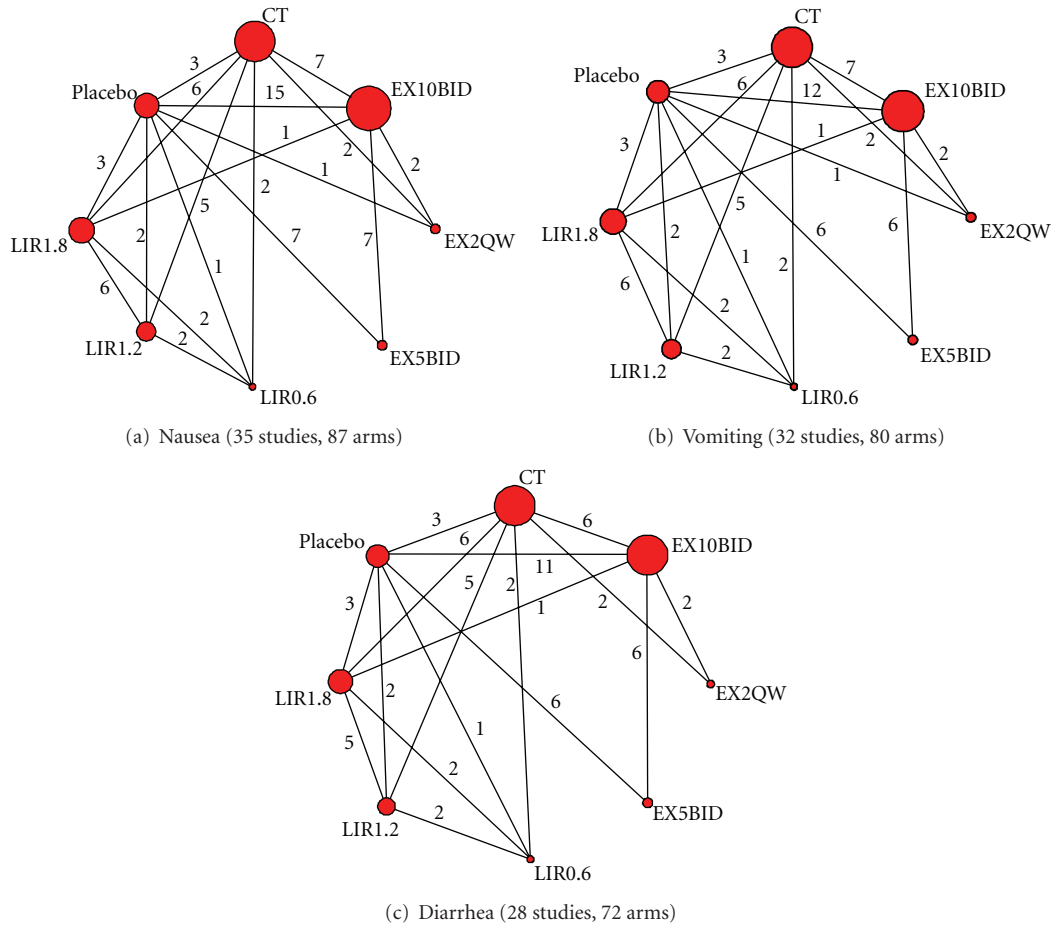 CT
3
7
Placebo
6
15
EX10BID
1
3
2
2
1
2
5
LIR1.8
EX2QW
2
7
7
1
6
2
2
LIR1.2
EX5BID
LIR0.6
(a) Nausea (35 studies, 87 arms)
CT
3
7
Placebo
6
12
EX10BID
1
2
3
2
1
5
LIR1.8
EX2QW
6
6
2
1
2
6
2
2
LIR1.2
EX5BID
LIR0.6
(b) Vomiting (32 studies, 80 arms)
CT
3
6
Placebo
6
EX10BID
11
5
2
3
1
2
2
6
LIR1.8
2
EX2QW
6
1
5
2
2
LIR1.2
EX5BID
LIR0.6
(c) Diarrhea (28 studies, 72 arms)